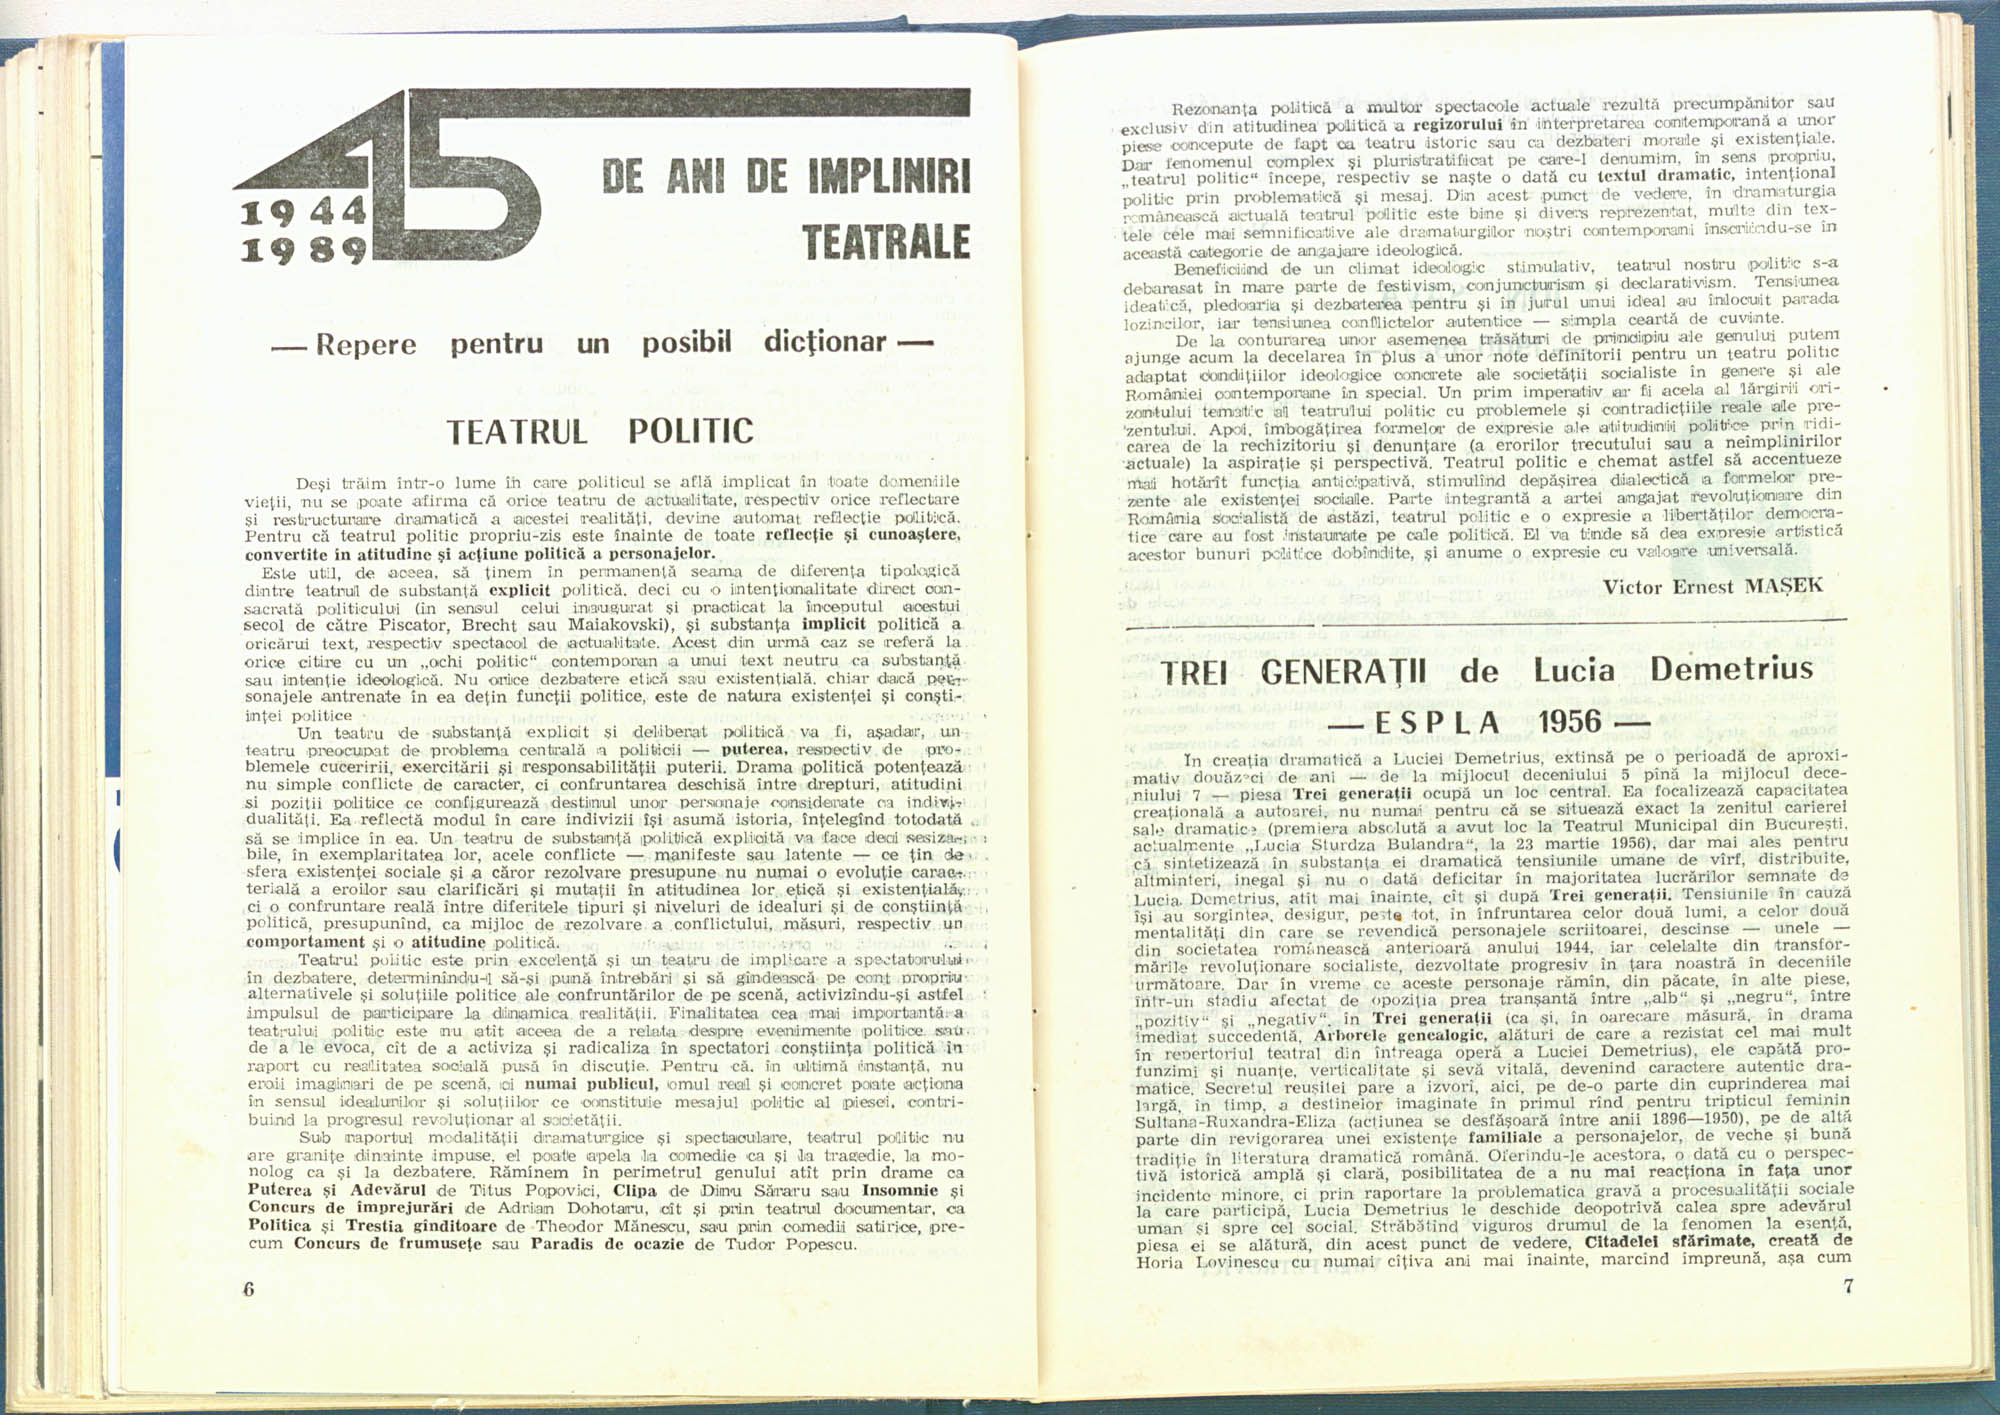 45 DE ANI DE IMPLINIRI
TEATRALE
1944
1989
— Repere pentru un posibil dicţionar —
TEATRUL POLITIC
Deşi trăim într-o lume în care politicul se află implicat în toate domeniile
vieţii, nu se poate afirma că orice teatru de actualitate, respectiv orice reflectare
şi restructurare dramatică a acestei realităţi, devine automat reflecţie politică.
Pentru că teatrul politic propriu-zis este înainte de toate reflecţie şi cunoaştere,
convertite în atitudine şi acţiune politică a personajelor.
Este util, de aceea, să ţinem în permanenţă seama de diferenţa tipologică
dintre teatrul de substanţă explicit politică, deci cu o intenţionalitate direct con-
sacrată politicului (în sensul celui inaugurat şi practicat la începutul acestui
secol de către Piscator, Brecht sau Maiakovski), şi substanţa implicit politică a
oricărui text, respectiv spectacol de actualitate. Acest din urmă caz se referă la
orice citire cu un „ochi politic“ contemporan a unui text neutru ca substanţă
sau intenţie ideologică. Nu orice dezbatere etică sau existenţială, chiar dacă per-
sonajele antrenate în ea deţin funcţii politice, este de natura existenţei şi conşti-
inţei politice
Un teatru de substanţă explicit şi deliberat politică va fi, aşadar, un
teatru preocupat de problema centrală a politicii — puterea, respectiv de pro-
blemele cuceririi, exercitării şi responsabilităţii puterii. Drama politică potenţează
nu simple conflicte de caracter, ci confruntarea deschisă între drepturi, atitudini
si poziţii politice ce configurează destinul unor personaje considerate ca indivi-
dualităţi. Ea reflectă modul în care indivizii îşi asumă istoria, înţelegînd totodată
să se implice în ea. Un teatru de substanţă politică explicită va face deci sesiza-
bile, în exemplaritatea lor, acele conflicte — manifeste sau latente — ce ţin de
sfera existenţei sociale şi a căror rezolvare presupune nu numai o evoluţie carac-
terială a eroilor sau clarificări şi mutaţii în atitudinea lor etică şi existenţială,
ci o confruntare reală între diferitele tipuri şi niveluri de idealuri şi de conştiinţă
politică, presupunînd, ca mijloc de rezolvare a conflictului, măsuri, respectiv un
comportament şi o atitudine politică.
Teatrul politic este prin excelenţă şi un teatru de implicare a spectatorului
în dezbatere, determinîndu-l să-şi pună întrebări şi să gîndească pe cont propriu
alternativele şi soluţiile politice ale confruntărilor de pe scenă, activizîndu-şi astfel
impulsul de participare la dinamica realităţii. Finalitatea cea mai importantă a
teatrului politic este nu atît aceea de a relata despre evenimente politice sau
de a le evoca, cît de a activiza şi radicaliza în spectatori conştiinţa politică în
raport cu realitatea socială pusă în discuţie. Pentru că, în ultimă instanţă, nu
eroii imaginari de pe scenă, ci numai publicul, omul real şi concret poate acţiona
în sensul idealurilor şi soluţiilor ce constituie mesajul politic al piesei, contri-
buind la progresul revoluţionar al societăţii.
Sub raportul modalităţii dramaturgice şi spectaculare, teatrul politic nu
are graniţe dinainte impuse, el poate apela la comedie ca şi la tragedie, la mo-
nolog ca şi la dezbatere. Rămînem în perimetrul genului atît prin drame ca
Puterea şi Adevărul de Titus Popovici, Clipa de Dinu Săraru sau Insomnie şi
Concurs de împrejurări de Adrian Dohotaru, cît şi prin teatrul documentar, ca
Politica şi Trestia gînditoare de Theodor Mănescu, sau prin comedii satirice, pre-
cum Concurs de frumuseţe sau Paradis de ocazie de Tudor Popescu.
6
Rezonanţa politică a multor spectacole actuale rezultă precumpănitor sau
exclusiv din atitudinea politică a regizorului în interpretarea contemporană a unor
piese concepute de fapt ca teatru istoric sau ca dezbateri morale şi existenţiale.
Dar fenomenul complex şi pluristratificat pe care-l denumim, în sens propriu,
„teatrul politic“ începe, respectiv se naşte o dată cu textul dramatic, intenţional
politic prin problematică şi mesaj. Din acest punct de vedere, în dramaturgia
românească actuală teatrul politic este bine şi divers reprezentat, multe din tex-
tele cele mai semnificative ale dramaturgilor noştri contemporani înscriindu-se în
această categorie de angajare ideologică.
Beneficiind de un climat ideologic stimulativ, teatrul nostru politic s-a
debarasat în mare parte de festivism, conjuncturism şi declarativism. Tensiunea
ideatică, pledoaria şi dezbaterea pentru şi în jurul unui ideal au înlocuit parada
lozincilor, iar tensiunea conflictelor autentice — simpla ceartă de cuvinte.
De la conturarea unor asemenea trăsături de principiu ale genului putem
ajunge acum la decelarea în plus a unor note definitorii pentru un teatru politic
adaptat condiţiilor ideologice concrete ale societăţii socialiste în genere şi ale
României contemporane în special. Un prim imperativ ar fi acela al lărgirii ori-
zontului tematic al teatrului politic cu problemele şi contradicţiile reale ale pre-
zentului. Apoi, îmbogăţirea formelor de expresie ale atitudinii politice prin ridi-
carea de la rechizitoriu şi denunţare (a erorilor trecutului sau a neîmplinirilor
actuale) la aspiraţie şi perspectivă. Teatrul politic e chemat astfel să accentueze
mai hotărît funcţia anticipativă, stimulînd depăşirea dialectică a formelor pre-
zente ale existenţei sociale. Parte integrantă a artei angajat revoluţionare din
România socialistă de astăzi, teatrul politic e o expresie a libertăţilor democra-
tice care au fost instaurate pe cale politică. El va tinde să dea expresie artistică
acestor bunuri politice dobîndite, şi anume o expresie cu valoare universală.
Victor Ernest MAŞEK
TREI GENERAŢII de Lucia Demetrius
— ESPLA 1956 —
In creaţia dramatică a Luciei Demetrius, extinsă pe o perioadă de aproxi-
mativ douăzeci de ani — de la mijlocul deceniului 5 pînă la mijlocul dece-
niului 7 — piesa Trei generaţii ocupă un loc central. Ea focalizează capacitatea
creaţională a autoarei, nu numai pentru că se situează exact la zenitul carierei
sale dramatice (premiera absolută a avut loc la Teatrul Municipal din Bucureşti,
actualmente „Lucia Sturdza Bulandra“, la 23 martie 1956), dar mai ales pentru
că sintetizează în substanţa ei dramatică tensiunile umane de vîrf, distribuite,
altminteri, inegal şi nu o dată deficitar în majoritatea lucrărilor semnate de
Lucia Demetrius, atît mai înainte, cît şi după Trei generaţii. Tensiunile în cauză
îşi au sorgintea, desigur, peste tot, în înfruntarea celor două lumi, a celor două
mentalităţi din care se revendică personajele scriitoarei, descinse — unele —
din societatea românească anterioară anului 1944, iar celelalte din transfor-
mările revoluţionare socialiste, dezvoltate progresiv în ţara noastră în deceniile
următoare. Dar în vreme ce aceste personaje rămîn, din păcate, în alte piese,
într-un stadiu afectat de opoziţia prea tranşantă între „alb“ şi „negru“, între
„pozitiv“ şi „negativ“, în Trei generaţii (ca şi, în oarecare măsură, în drama
imediat succedentă, Arborele genealogic, alături de care a rezistat cel mai mult
în repertoriul teatral din întreaga operă a Luciei Demetrius), ele capătă pro-
funzimi şi nuanţe, verticalitate şi sevă vitală, devenind caractere autentic dra-
matice. Secretul reuşitei pare a izvorî, aici, pe de-o parte din cuprinderea mai
largă, în timp, a destinelor imaginate în primul rînd pentru tripticul feminin
Sultana-Ruxandra-Eliza (acţiunea se desfăşoară între anii 1896—1950), pe de altă
parte din revigorarea unei existenţe familiale a personajelor, de veche şi bună
tradiţie în literatura dramatică română. Oferindu-le acestora, o dată cu o perspec-
tivă istorică amplă şi clară, posibilitatea de a nu mai reacţiona în faţa unor
incidente minore, ci prin raportare la problematica gravă a procesualităţii sociale
la care participă, Lucia Demetrius le deschide deopotrivă calea spre adevărul
uman şi spre cel social. Străbătînd viguros drumul de la fenomen la esenţă,
piesa ei se alătură, din acest punct de vedere, Citadelei sfărîmate, creată de
Horia Lovinescu cu numai cîţiva ani mai înainte, marcînd împreună, aşa cum
7